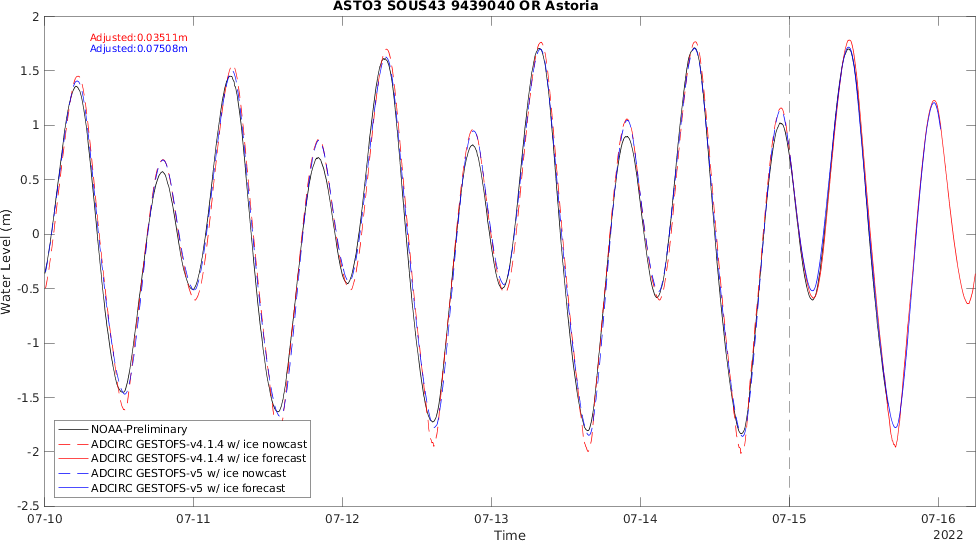 ASTO3 SOUS43 9439040 OR Astoria
Adjusted:0.03511m
Adjusted:0.07508m
2
1.5
1
0.5
0
-0.5
-1
-1.5
-2
-2.5
Water Level (m)
NOAA-Preliminary
ADCIRC GESTOFS-v4.1.4 w/ ice nowcast
ADCIRC GESTOFS-v4.1.4 w/ ice forecast
ADCIRC GESTOFS-v5 w/ ice nowcast
ADCIRC GESTOFS-v5 w/ ice forecast
07-10 07-11 07-12 07-13 07-14 07-15 07-16
Time
2022